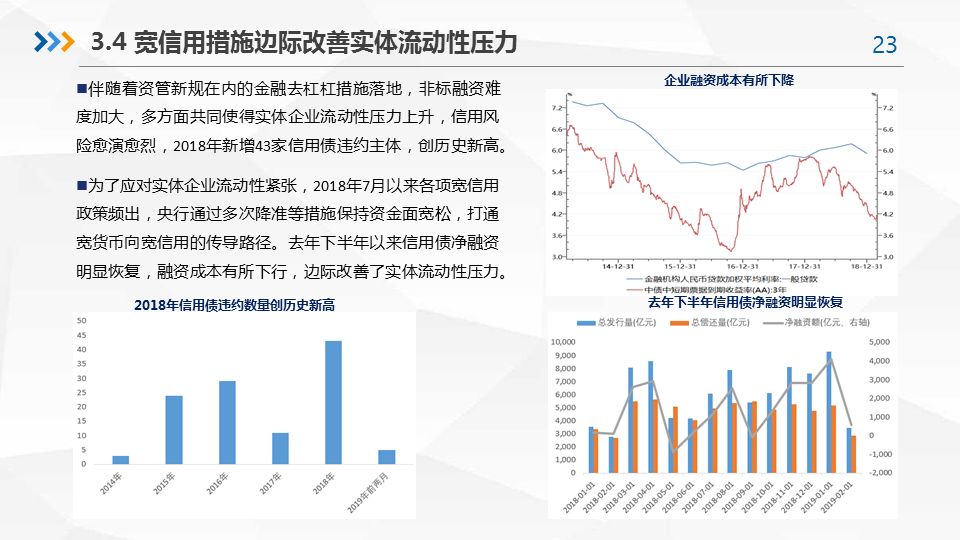 3.4 宽信用措施边际改善实体流动性压力
23
■伴随着资管新规在内的金融去杠杠措施落地，非标融资难
度加大，多方面共同使得实体企业流动性压力上升，信用风
险愈演愈烈，2018年新增43家信用债违约主体，创历史新高。
■为了应对实体企业流动性紧张，2018年7月以来各项宽信用
政策频出，央行通过多次降准等措施保持资金面宽松，打通
宽货币向宽信用的传导路径。去年下半年以来信用债净融资
明显恢复，融资成本有所下行，边际改善了实体流动性压力。
企业融资成本有所下降
7.2 7.2
6.6 6.6
6.0 6.0
5.4 5.4
4.8 4.8
4.2 4.2
3.6 3.6
3.0 3.0
14-12-31 15-12-31 16-12-31 17-12-31 18-12-31
金融机构人民币贷款加权平均利率:一般贷款
中债中短期票据到期收益率(AA):3年
2018年信用债违约数量创历史新高
50
45
40
35
30
25
20
15
10
5
0
2014年 2015年 2016年 2017年 2018年 2019年前两月
去年下半年信用债净融资明显恢复
总发行量(亿元) 总偿还量(亿元) 净融资额(亿元、右轴)
10,000 5,000
9,000 4,000
8,000 3,000
7,000 2,000
6,000 1,000
5,000 0
4,000 -1,000
3,000 -2,000
2,000
1,000
0
2018-01-01 2018-02-01 2018-03-01 2018-04-01 2018-05-01 2018-06-01 2018-07-01 2018-08-01 2018-09-01 2018-10-01 2018-11-01 2018-12-01 2019-01-01 2019-02-01